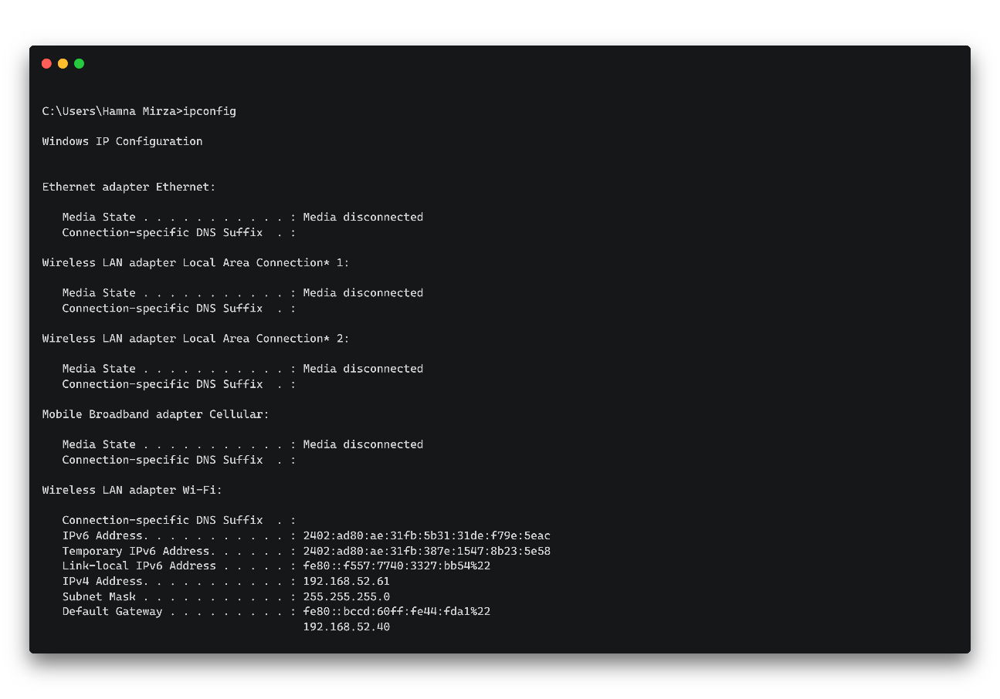 C:\Users\Hamna Mirza>ipconfig
Windows IP Configuration
Ethernet adapter Ethernet:
   Media State . . . . . . . . . . . : Media disconnected
   Connection-specific DNS Suffix  . :
Wireless LAN adapter Local Area Connection* 1:
   Media State . . . . . . . . . . . : Media disconnected
   Connection-specific DNS Suffix  . :
Wireless LAN adapter Local Area Connection* 2:
   Media State . . . . . . . . . . . : Media disconnected
   Connection-specific DNS Suffix  . :
Mobile Broadband adapter Cellular:
   Media State . . . . . . . . . . . : Media disconnected
   Connection-specific DNS Suffix  . :
Wireless LAN adapter Wi-Fi:
   Connection-specific DNS Suffix  . :
   IPv6 Address. . . . . . . . . . . : 2402:ad80:ae:31fb:5b31:31de:f79e:5eac
   Temporary IPv6 Address. . . . . . : 2402:ad80:ae:31fb:387e:1547:8b23:5e58
   Link-local IPv6 Address . . . . . : fe80::f557:7740:3327:bb54%22
   IPv4 Address. . . . . . . . . . . : 192.168.52.61
   Subnet Mask . . . . . . . . . . . : 255.255.255.0
   Default Gateway . . . . . . . . . : fe80::bccd:60ff:fe44:fda1%22
                                       192.168.52.40